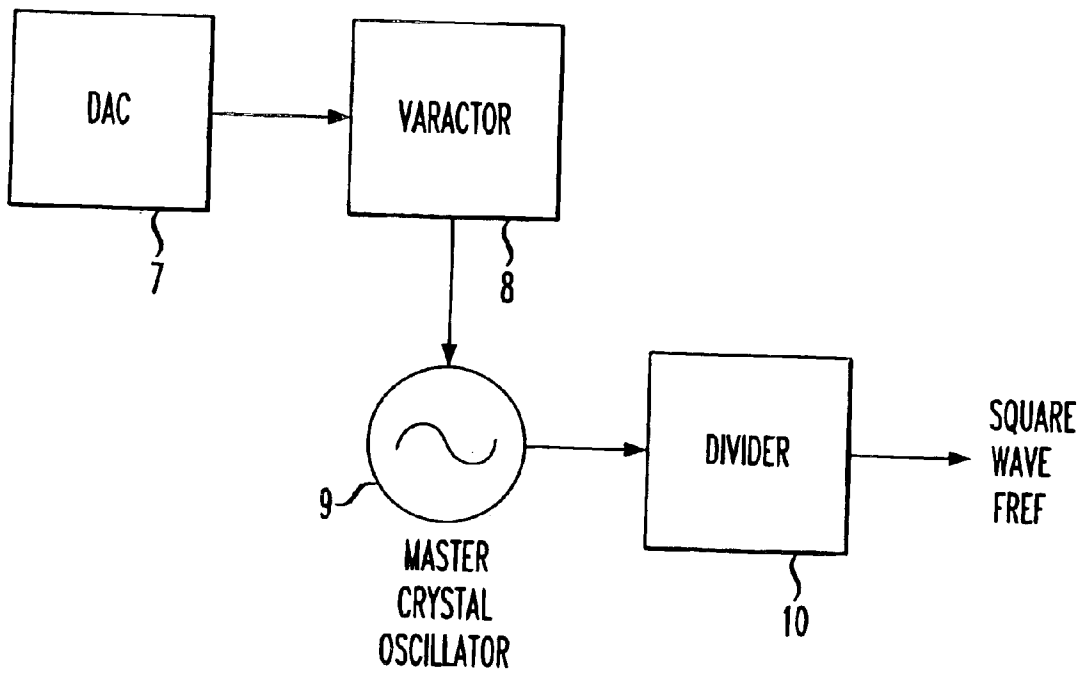 DAC
VARACTOR
7
8
DIVIDER
SQUARE
WAVE
FREF
9
MASTER
CRYSTAL
OSCILLATOR
10